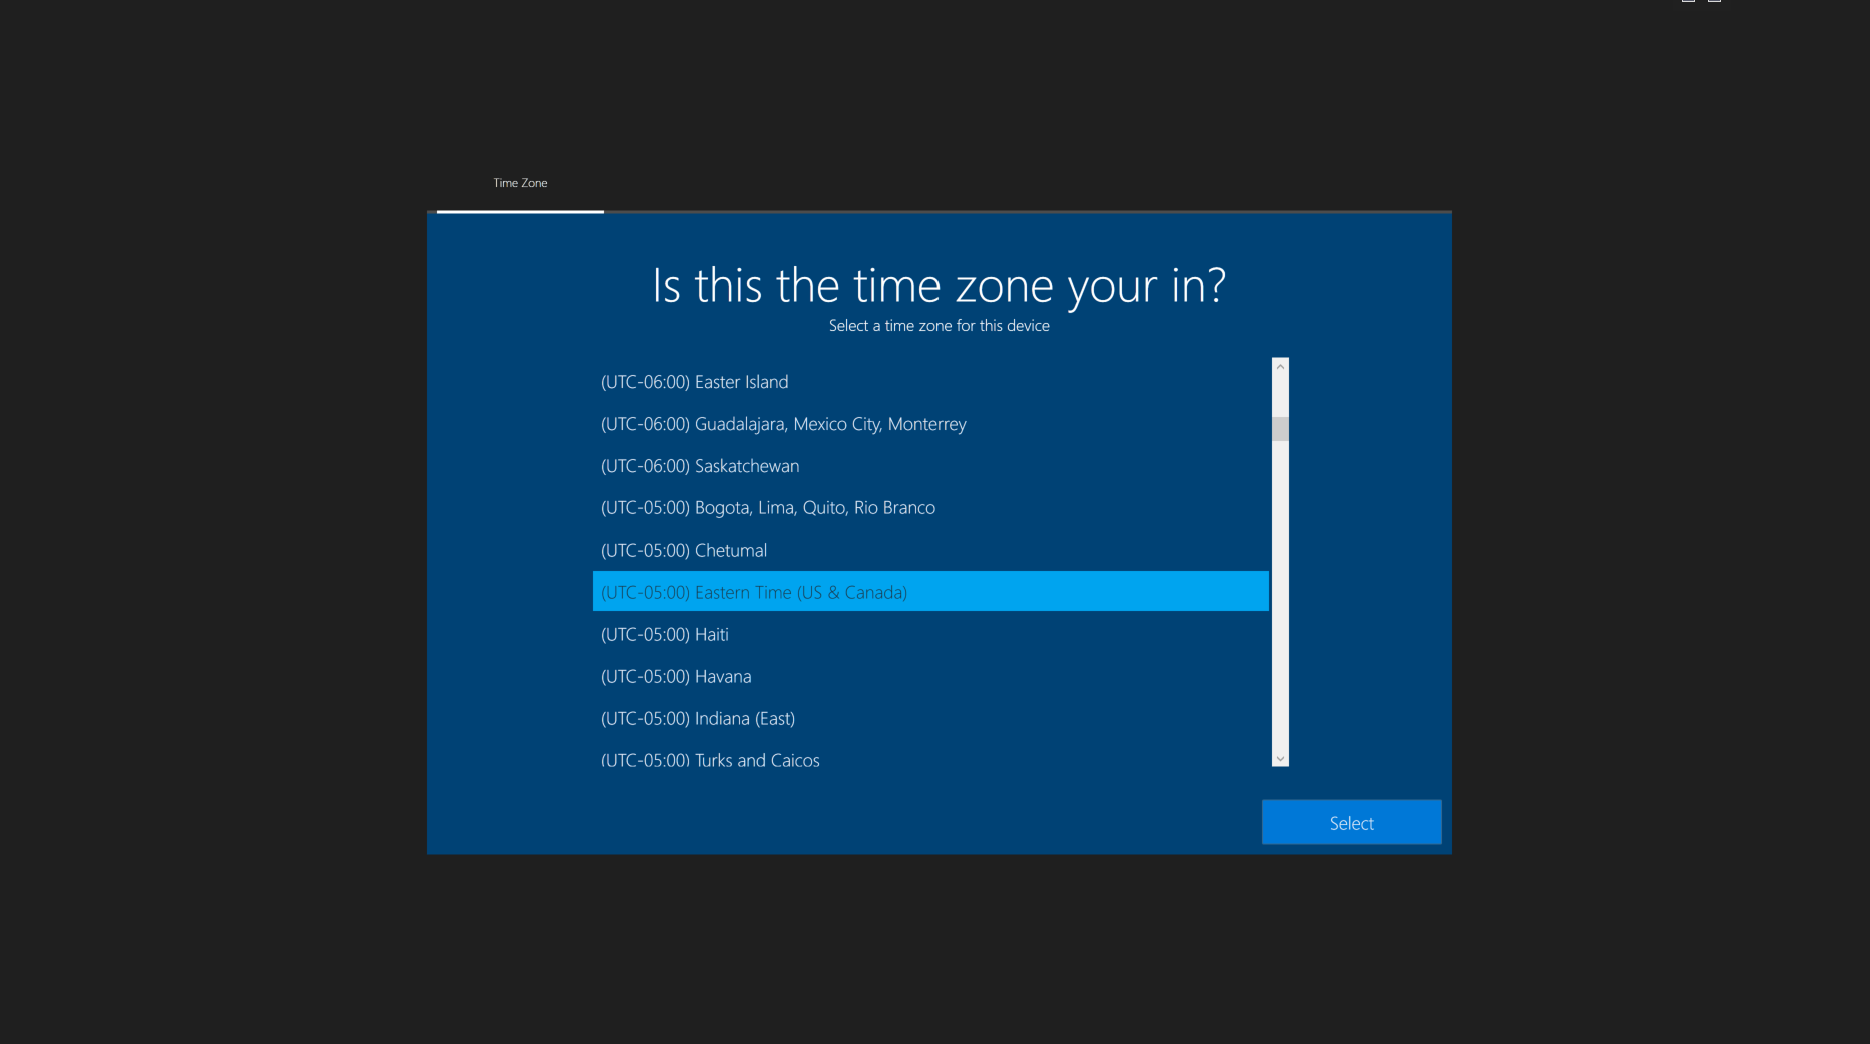 Time Zone
Is this the time zone your in?
Select a time zone for this device
(UTC-06:00) Easter Island
(UTC-06:00) Guadalajara, Mexico City, Monterrey
(UTC-06:00) Saskatchewan
(UTC-05:00) Bogota, Lima, Quito, Rio Branco
(UTC-05:00) Chetumal
(UTC-05:00) Eastern Time (US & Canada)
(UTC-05:00) Haiti
(UTC-05:00) Havana
(UTC-05:00) Indiana (East)
(UTC-05:00) Turks and Caicos
Select